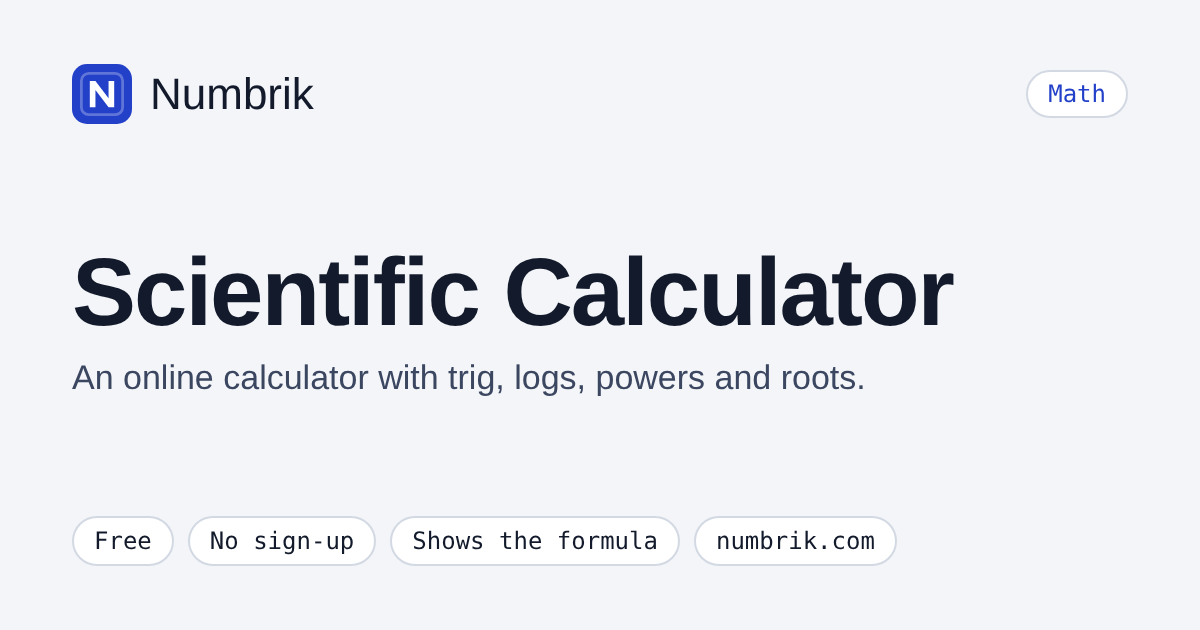 N Numbrik
Math
Scientific Calculator
An online calculator with trig, logs, powers and roots.
Free
No sign-up
Shows the formula
numbrik.com